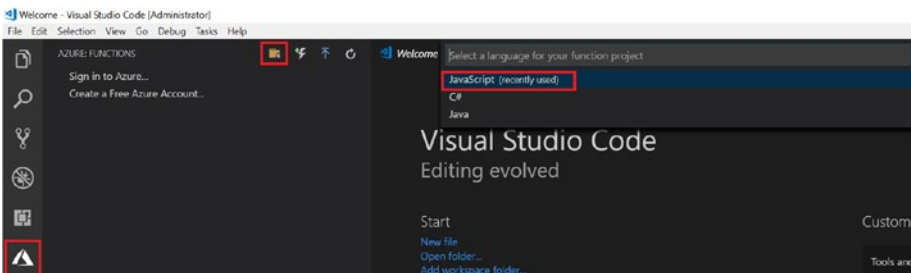 Welcome - Visual Studio Code [Administrator]
File Edit Selection View Go Debug Tasks Help
AZURE: FUNCTIONS
Sign in to Azure...
Create a Free Azure Account...
Welcome
Select a language for your function project
JavaScript (recently used)
C#
Java
Visual Studio Code
Editing evolved
Start
New file
Open folder...
Add workspace folder...
Custom
Tools and